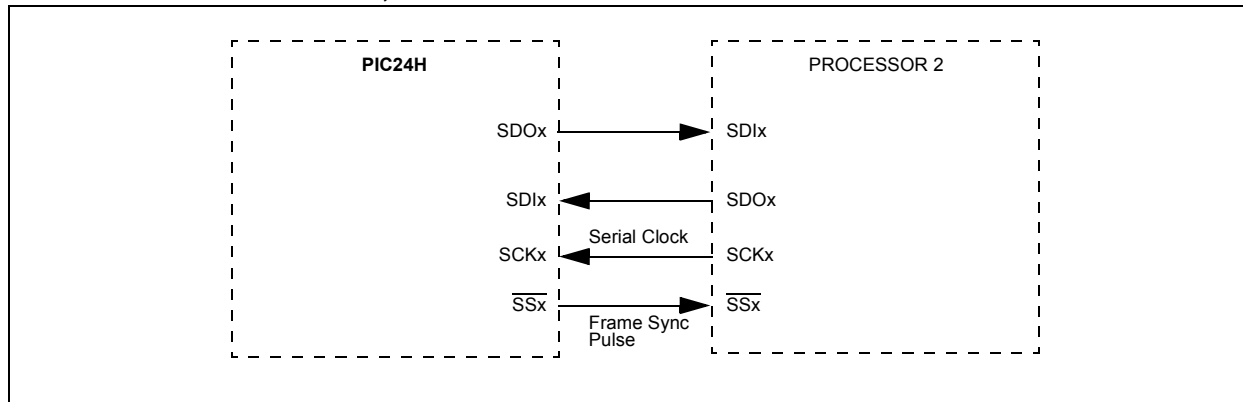 PIC24H
PROCESSOR 2
SDOx
SDIx
SDIx
SDOx
Serial Clock
SCKx
SCKx
SSx
SSx
Frame Sync
Pulse